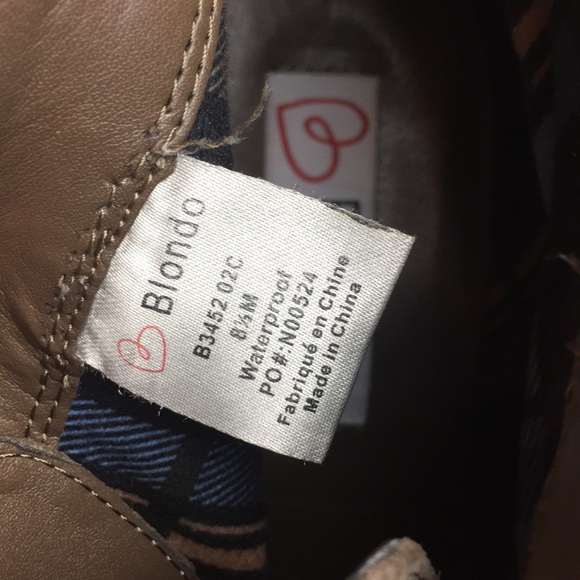 Blondo
B3452 02C
8½M
Waterproof
PO#:N00524
Fabriqué en Chine
Made in China